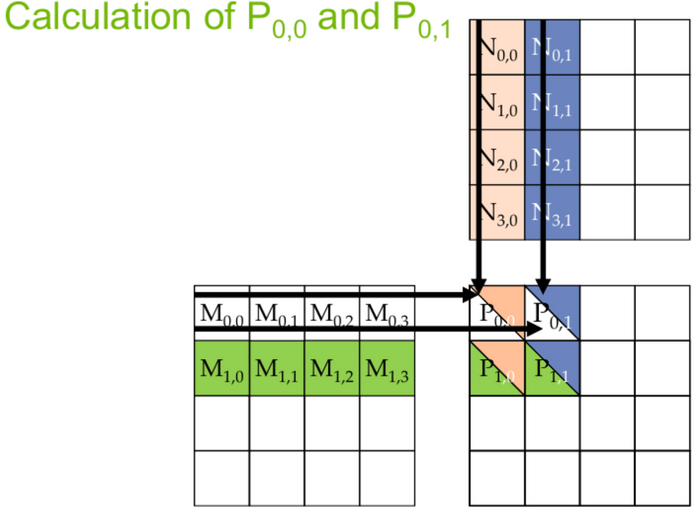 Calculation of P0,0 and P0,1
N0,0 N0,1
N1,0 N1,1
N2,0 N2,1
N3,0 N3,1
M0,0 M0,1 M0,2 M0,3 P0,0 P0,1
M1,0 M1,1 M1,2 M1,3 P1,0 P1,1